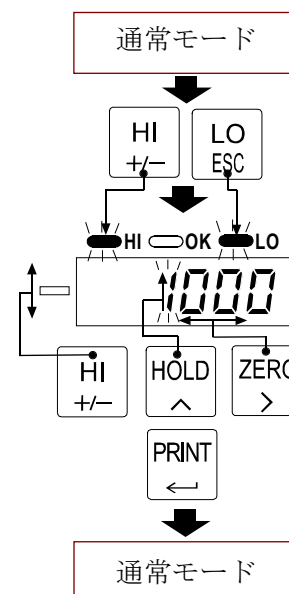 通常モード
HI LO
+/− ESC
HI OK LO
1000
HI HOLD ZERO
+/− ^ >
PRINT
←
通常モード